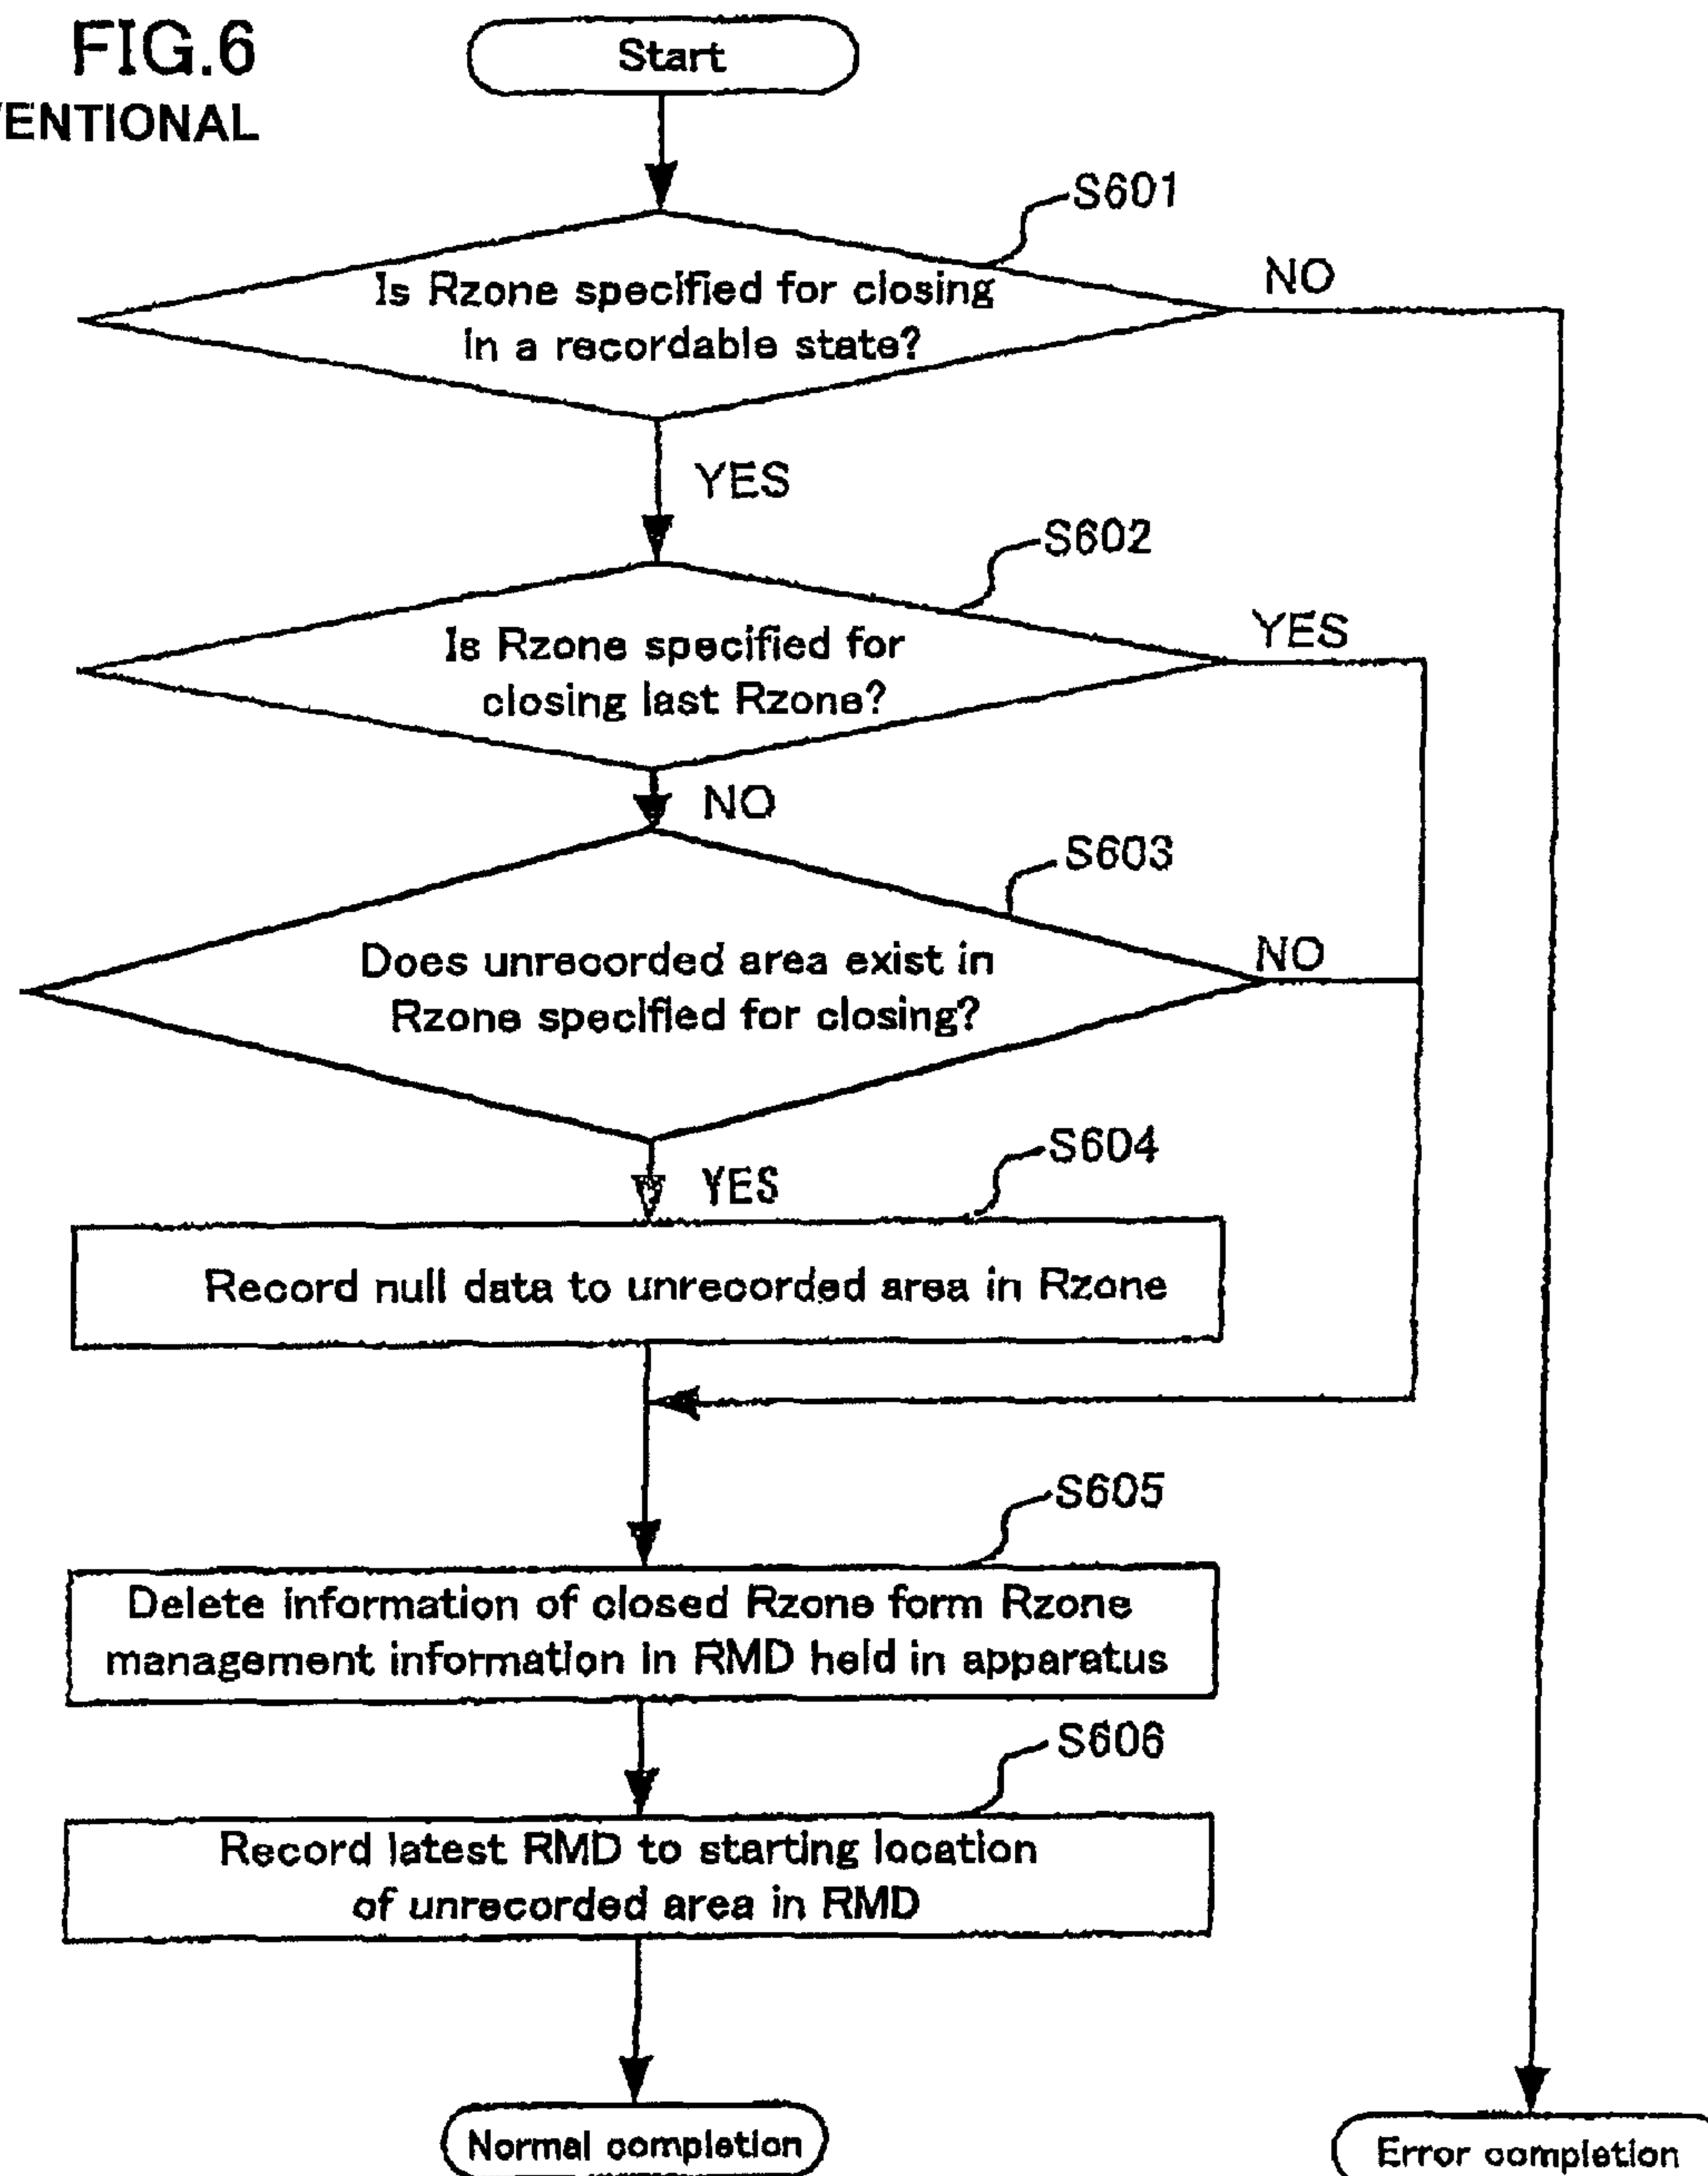 FIG.6
VENTIONAL
Start
S601
Is Rzone specified for closing
in a recordable state?
NO
YES
S602
Is Rzone specified for
closing last Rzone?
YES
NO
S603
Does unrecorded area exist in
Rzone specified for closing?
NO
YES
S604
Record null data to unrecorded area in Rzone
S605
Delete information of closed Rzone form Rzone
management information in RMD held in apparatus
S606
Record latest RMD to starting location
of unrecorded area in RMD
Normal completion
Error completion